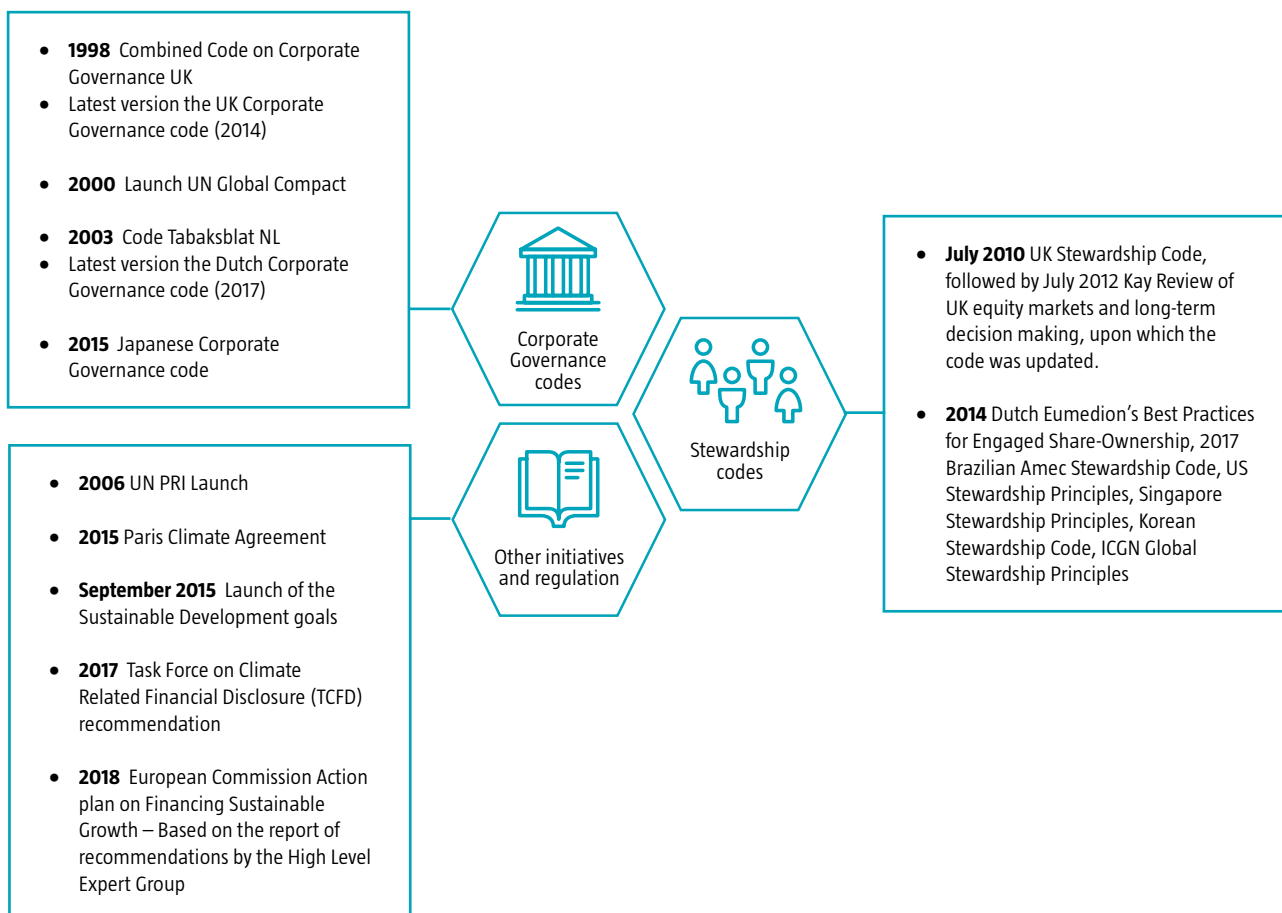 • 1998 Combined Code on Corporate
Governance UK
• Latest version the UK Corporate
Governance code (2014)
• 2000 Launch UN Global Compact
• 2003 Code Tabaksblat NL
• Latest version the Dutch Corporate
Governance code (2017)
• 2015 Japanese Corporate
Governance code
Corporate
Governance
codes
• 2006 UN PRI Launch
• 2015 Paris Climate Agreement
• September 2015 Launch of the
Sustainable Development goals
• 2017 Task Force on Climate
Related Financial Disclosure (TCFD)
recommendation
• 2018 European Commission Action
plan on Financing Sustainable
Growth – Based on the report of
recommendations by the High Level
Expert Group
Other initiatives
and regulation
Stewardship
codes
• July 2010 UK Stewardship Code,
followed by July 2012 Kay Review of
UK equity markets and long-term
decision making, upon which the
code was updated.
• 2014 Dutch Eumedion's Best Practices
for Engaged Share-Ownership, 2017
Brazilian Amec Stewardship Code, US
Stewardship Principles, Singapore
Stewardship Principles, Korean
Stewardship Code, ICGN Global
Stewardship Principles